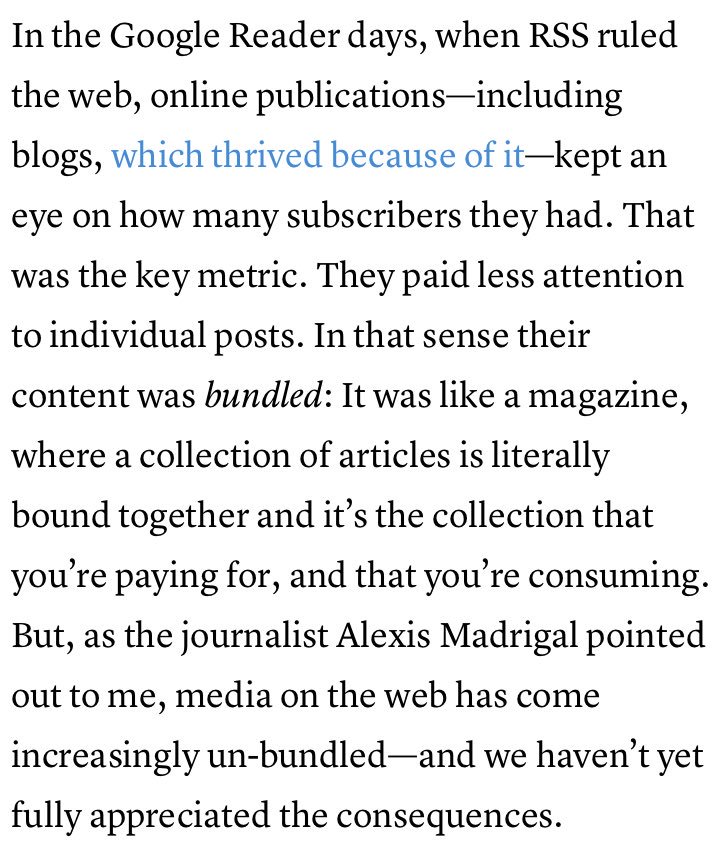 In the Google Reader days, when RSS ruled
the web, online publications—including
blogs, which thrived because of it—kept an
eye on how many subscribers they had. That
was the key metric. They paid less attention
to individual posts. In that sense their
content was bundled: It was like a magazine,
where a collection of articles is literally
bound together and it’s the collection that
you’re paying for, and that you’re consuming.
But, as the journalist Alexis Madrigal pointed
out to me, media on the web has come
increasingly un-bundled—and we haven’t yet
fully appreciated the consequences.